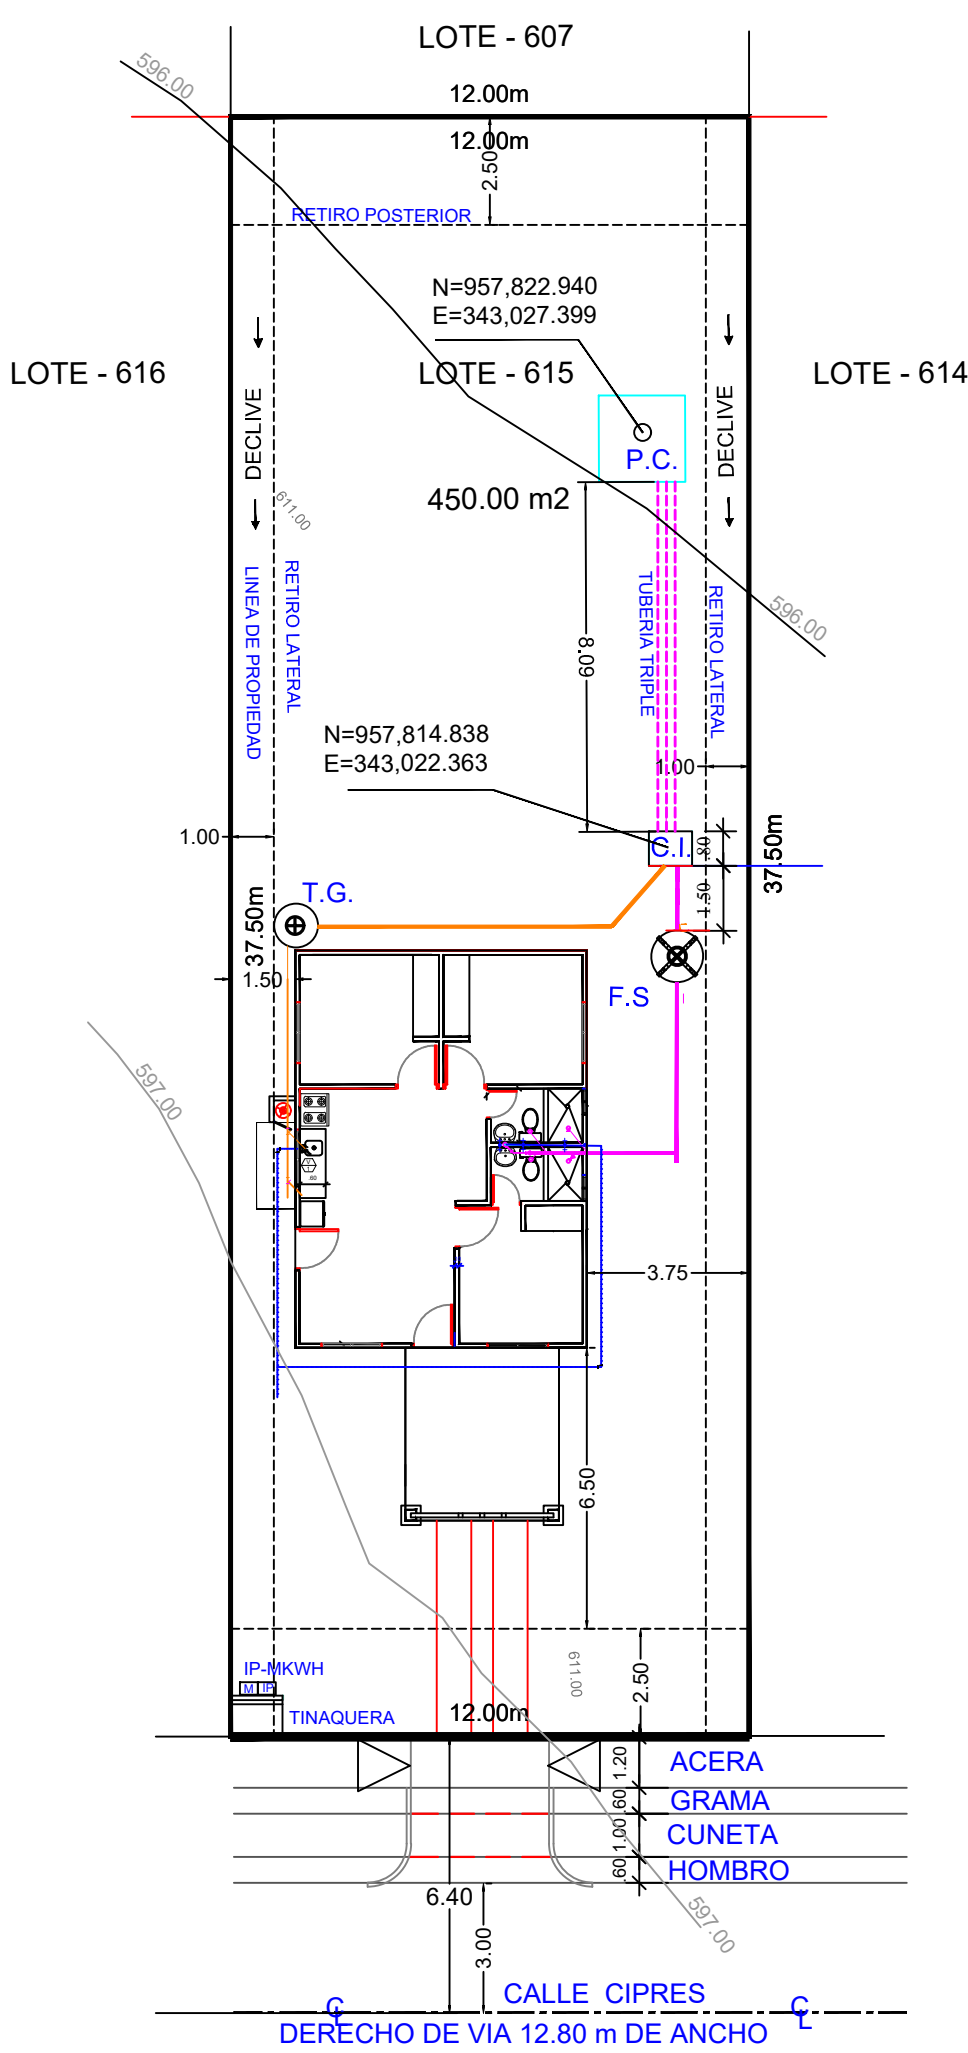 LOTE - 607
596.00
12.00m
12.00m
2.50
RETIRO POSTERIOR
N=957,822.940
E=343,027.399
LOTE - 616
LOTE - 615
LOTE - 614
DECLIVE
DECLIVE
P.C.
450.00 m2
611.00
LINEA DE PROPIEDAD
RETIRO LATERAL
8.09
TUBERIA TRIPLE
RETIRO LATERAL
596.00
N=957,814.838
E=343,022.363
1.00
1.00
C.I.
.80
37.50m
1.50
T.G.
37.50m
1.50
F.S
597.00
.60
3.75
6.50
611.00
2.50
IP-MKWH
M IP
TINAQUERA
12.00m
1.20
ACERA
.60
GRAMA
1.00
CUNETA
.60
HOMBRO
6.40
597.00
3.00
CALLE CIPRES
CL
CL
DERECHO DE VIA 12.80 m DE ANCHO